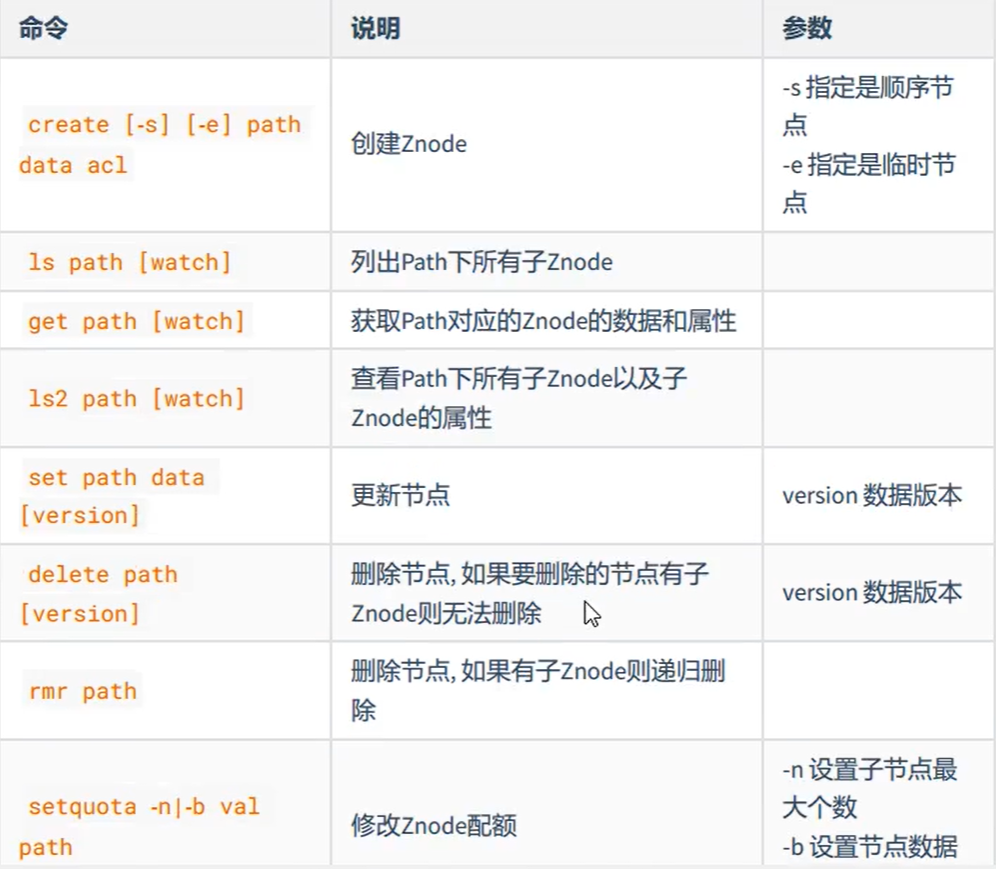 命令 说明 参数
create [-s] [-e] path
data acl
创建Znode
-s 指定是顺序节
点
-e 指定是临时节
点
ls path [watch]
列出Path下所有子Znode
get path [watch]
获取Path对应的Znode的数据和属性
ls2 path [watch]
查看Path下所有子Znode以及子
Znode的属性
set path data
[version]
更新节点
version 数据版本
delete path
[version]
删除节点, 如果要删除的节点有子
Znode则无法删除
version 数据版本
rmr path
删除节点, 如果有子Znode则递归删
除
setquota -n|-b val
path
修改Znode配额
-n 设置子节点最
大个数
-b 设置节点数据